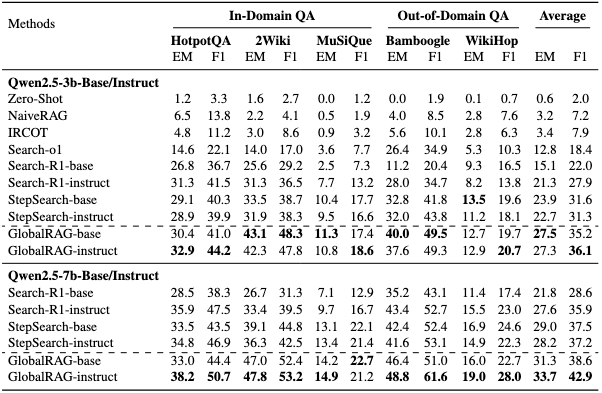 Methods In-Domain QA Out-of-Domain QA Average
HotpotQA 2Wiki MuSiQue Bamboogle WikiHop
EM F1 EM F1 EM F1 EM F1 EM F1 EM F1
Qwen2.5-3b-Base/Instruct
Zero-Shot 1.2 3.3 1.6 2.7 0.0 1.2 0.0 1.9 0.1 0.7 0.6 2.0
NaiveRAG 6.5 13.8 2.2 4.1 0.5 1.9 4.0 8.5 2.8 7.6 3.2 7.2
IRCOT 4.8 11.2 3.0 8.6 0.9 3.2 5.6 10.1 2.8 6.3 3.4 7.9
Search-o1 14.6 22.1 14.0 17.0 3.6 7.7 26.4 34.9 5.3 10.3 12.8 18.4
Search-R1-base 26.8 36.7 25.6 29.2 2.5 7.3 11.2 20.4 9.3 16.5 15.1 22.0
Search-R1-instruct 31.3 41.5 31.3 36.5 7.7 13.2 28.0 34.7 8.2 13.8 21.3 27.9
StepSearch-base 29.1 40.3 33.5 38.7 10.4 17.7 32.8 41.8 13.5 19.6 23.9 31.6
StepSearch-instruct 28.9 39.9 31.9 38.3 9.5 16.6 32.0 43.8 11.2 18.1 22.7 31.3
GlobalRAG-base 30.4 41.0 43.1 48.3 11.3 17.4 40.0 49.5 12.7 19.7 27.5 35.2
GlobalRAG-instruct 32.9 44.2 42.3 47.8 10.8 18.6 37.6 49.3 12.9 20.7 27.3 36.1
Qwen2.5-7b-Base/Instruct
Search-R1-base 28.5 38.3 26.7 31.3 7.1 12.9 35.2 43.1 11.4 17.4 21.8 28.6
Search-R1-instruct 35.9 47.5 33.4 39.5 9.7 16.7 43.4 52.7 15.5 23.0 27.6 35.9
StepSearch-base 33.5 43.5 39.1 44.8 13.1 22.1 42.4 52.4 16.9 24.6 29.0 37.5
StepSearch-instruct 34.8 46.9 36.3 42.5 13.4 21.4 41.6 53.1 14.9 22.3 28.2 37.2
GlobalRAG-base 33.0 44.4 47.0 52.4 14.2 22.7 46.4 51.0 16.0 22.7 31.3 38.6
GlobalRAG-instruct 38.2 50.7 47.8 53.2 14.9 21.2 48.8 61.6 19.0 28.0 33.7 42.9